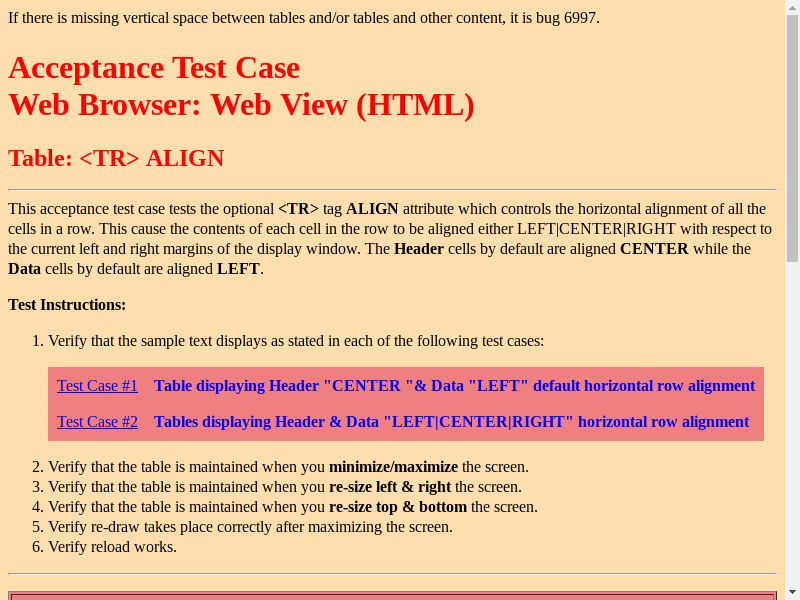 If there is missing vertical space between tables and/or tables and other content, it is bug 6997.
Acceptance Test Case
Web Browser: Web View (HTML)
Table: <TR> ALIGN
This acceptance test case tests the optional <TR> tag ALIGN attribute which controls the horizontal alignment of all the
cells in a row. This cause the contents of each cell in the row to be aligned either LEFT|CENTER|RIGHT with respect to
the current left and right margins of the display window. The Header cells by default are aligned CENTER while the
Data cells by default are aligned LEFT.
Test Instructions:
1. Verify that the sample text displays as stated in each of the following test cases:
Test Case #1 Table displaying Header "CENTER "& Data "LEFT" default horizontal row alignment
Test Case #2 Tables displaying Header & Data "LEFT|CENTER|RIGHT" horizontal row alignment
2. Verify that the table is maintained when you minimize/maximize the screen.
3. Verify that the table is maintained when you re-size left & right the screen.
4. Verify that the table is maintained when you re-size top & bottom the screen.
5. Verify re-draw takes place correctly after maximizing the screen.
6. Verify reload works.